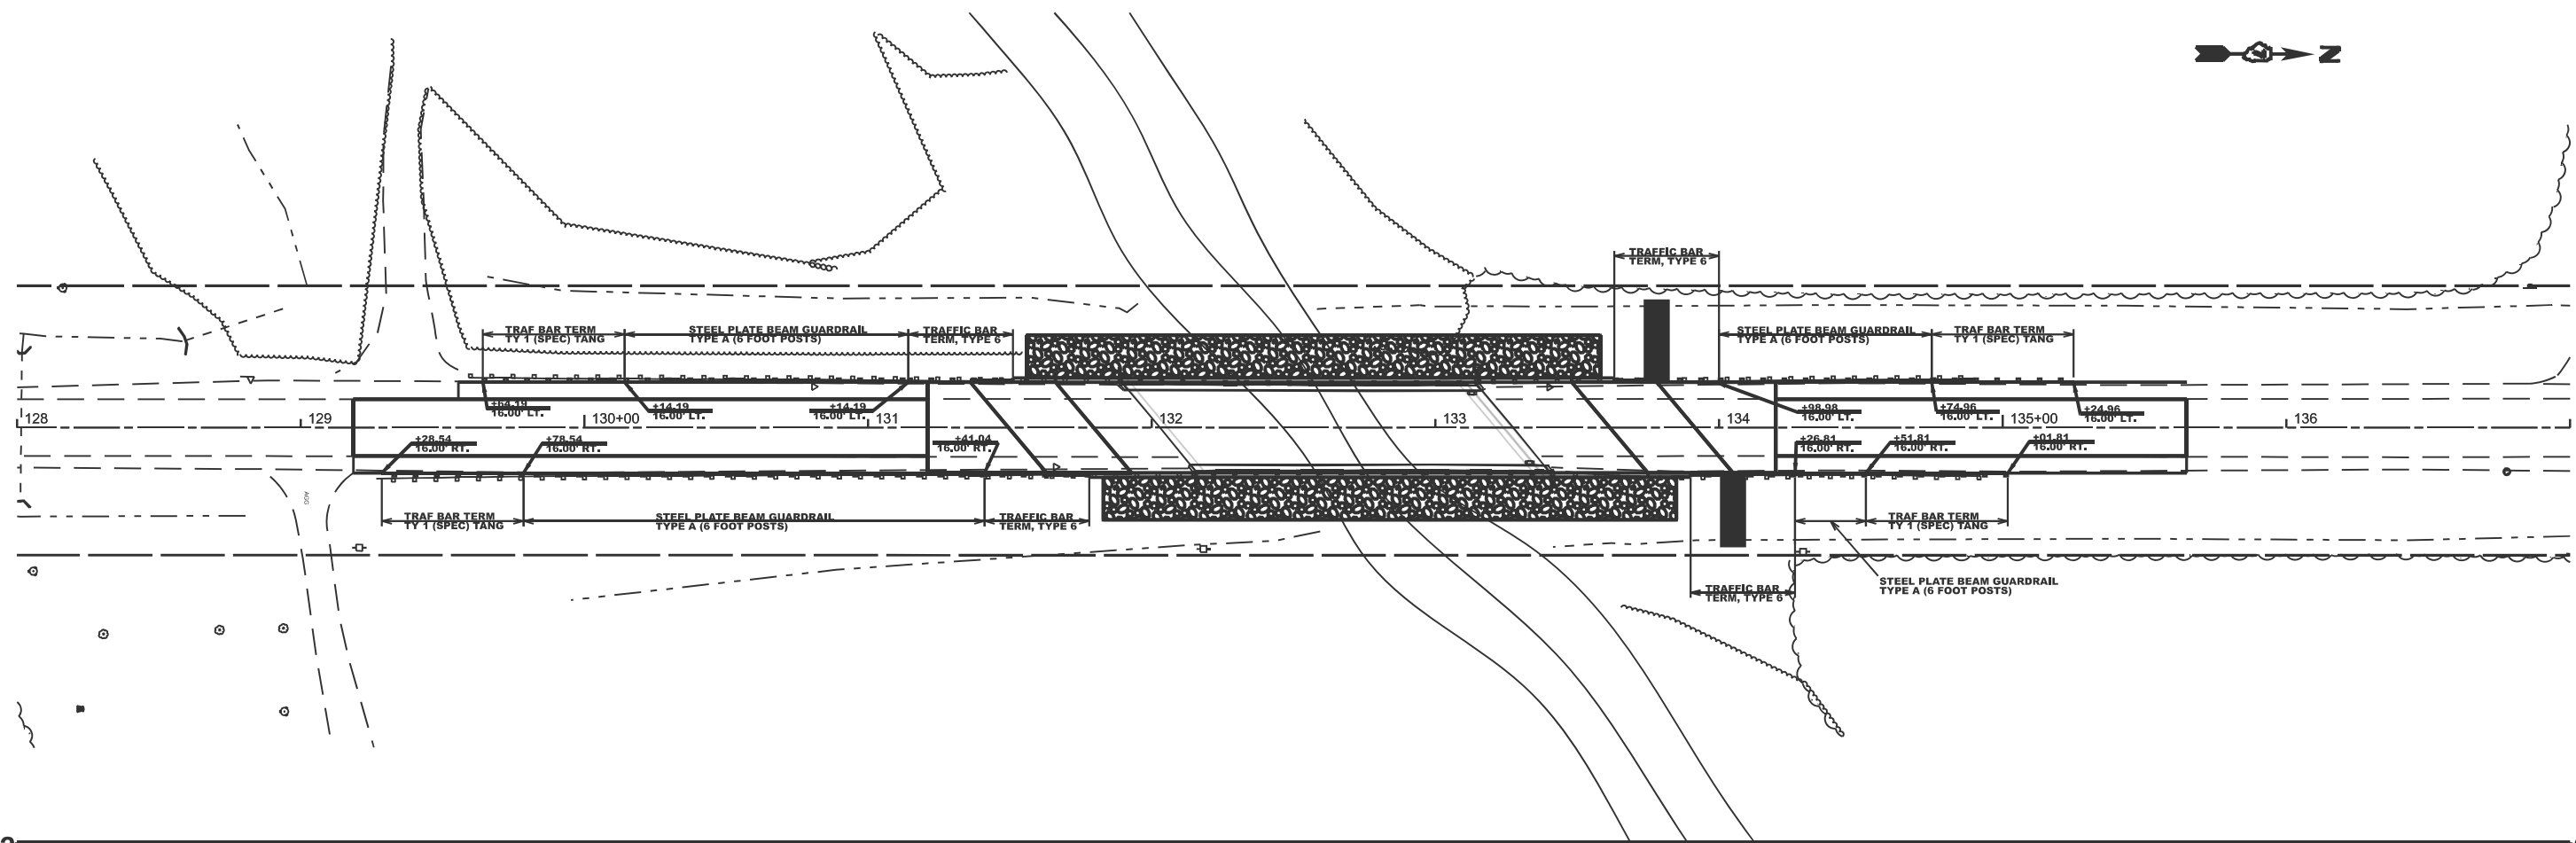 N
TRAFFIC BAR
TERM, TYPE 6
TRAF BAR TERM
TY 1 (SPEC) TANG
STEEL PLATE BEAM GUARDRAIL
TYPE A (6 FOOT POSTS)
TRAFFIC BAR
TERM, TYPE 6
STEEL PLATE BEAM GUARDRAIL
TYPE A (6 FOOT POSTS)
TRAF BAR TERM
TY 1 (SPEC) TANG
+64.19
16.00' LT.
+14.19
16.00' LT.
+14.19
16.00' LT.
+98.98
16.00' LT.
+74.96
16.00' LT.
+24.96
16.00' LT.
128 129 130+00 131 132 133 134 135+00 136
+28.54
16.00' RT.
+78.54
16.00' RT.
+41.04
16.00' RT.
+26.81
16.00' RT.
+51.81
16.00' RT.
+01.81
16.00' RT.
AGG
TRAF BAR TERM
TY 1 (SPEC) TANG
STEEL PLATE BEAM GUARDRAIL
TYPE A (6 FOOT POSTS)
TRAFFIC BAR
TERM, TYPE 6
TRAF BAR TERM
TY 1 (SPEC) TANG
TRAFFIC BAR
TERM, TYPE 6
STEEL PLATE BEAM GUARDRAIL
TYPE A (6 FOOT POSTS)